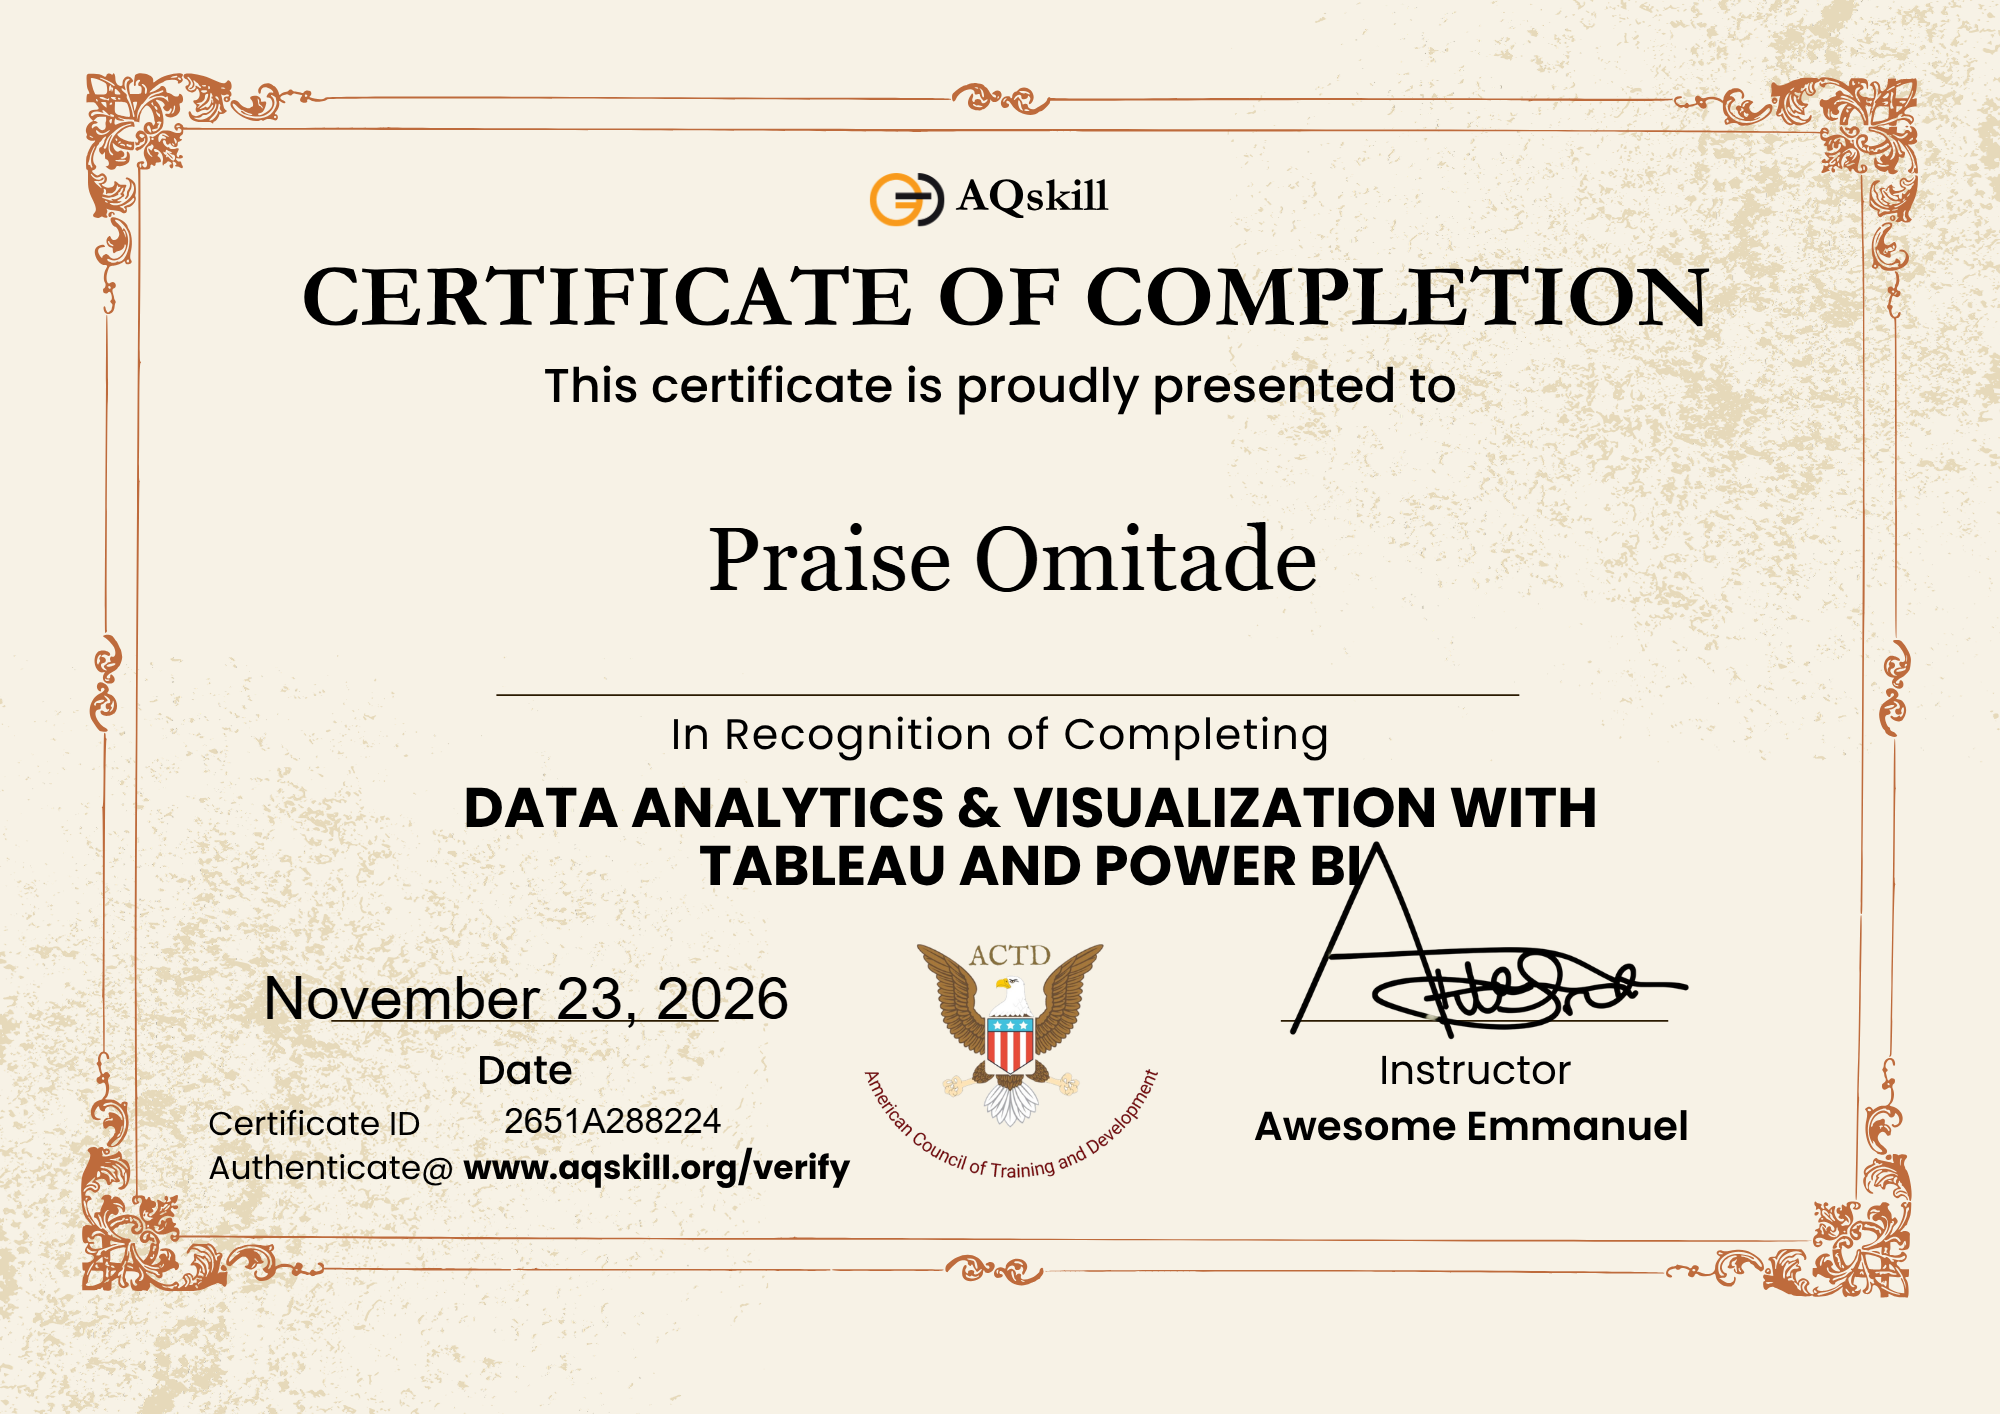 AQskill
CERTIFICATE OF COMPLETION
This certificate is proudly presented to
Praise Omitade
In Recognition of Completing
DATA ANALYTICS & VISUALIZATION WITH
TABLEAU AND POWER BI
ACTD
American Council of Training and Development
November 23, 2026
Date
Certificate ID 2651A288224
Authenticate@ www.aqskill.org/verify
Instructor
Awesome Emmanuel